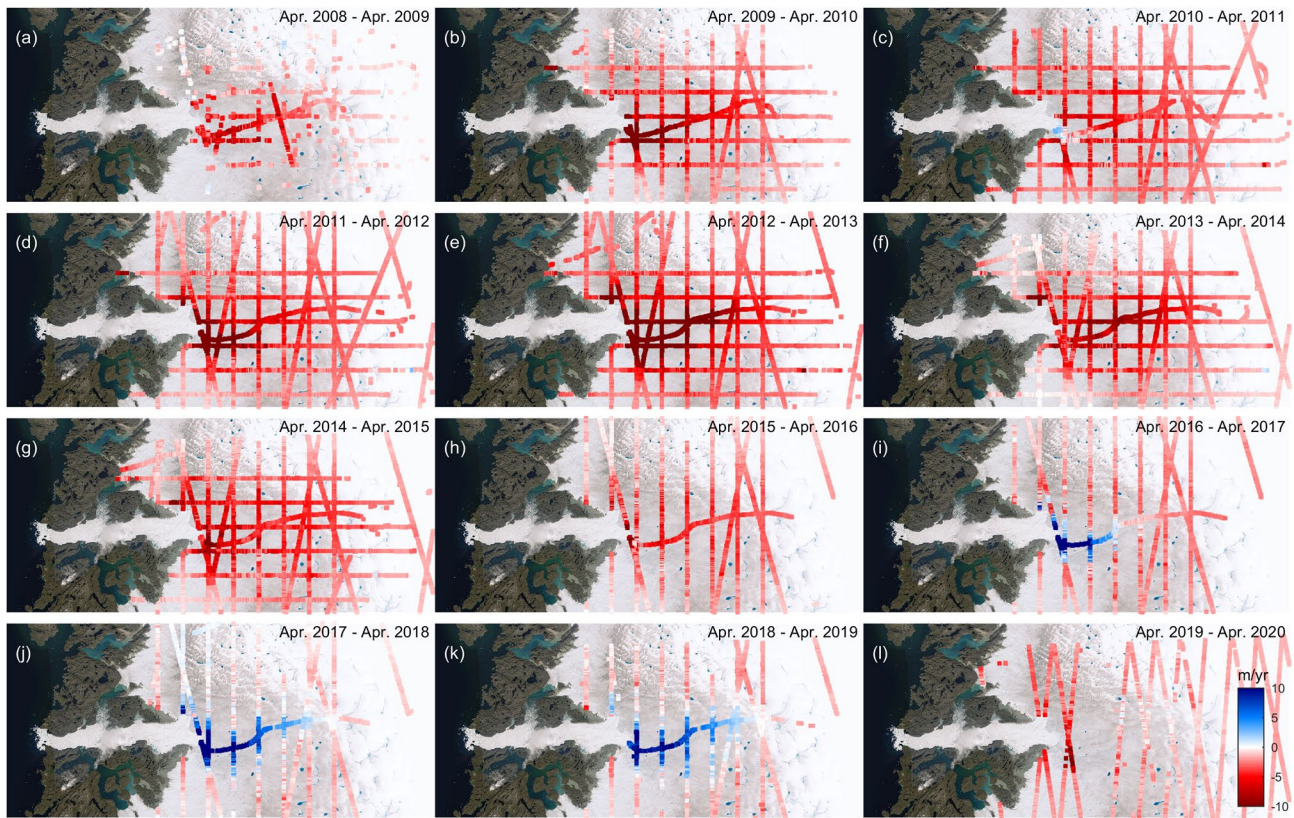 (a) Apr. 2008 - Apr. 2009
(b) Apr. 2009 - Apr. 2010
(c) Apr. 2010 - Apr. 2011
(d) Apr. 2011 - Apr. 2012
(e) Apr. 2012 - Apr. 2013
(f) Apr. 2013 - Apr. 2014
(g) Apr. 2014 - Apr. 2015
(h) Apr. 2015 - Apr. 2016
(i) Apr. 2016 - Apr. 2017
(j) Apr. 2017 - Apr. 2018
(k) Apr. 2018 - Apr. 2019
(l) Apr. 2019 - Apr. 2020
m/yr
10
5
0
-5
-10